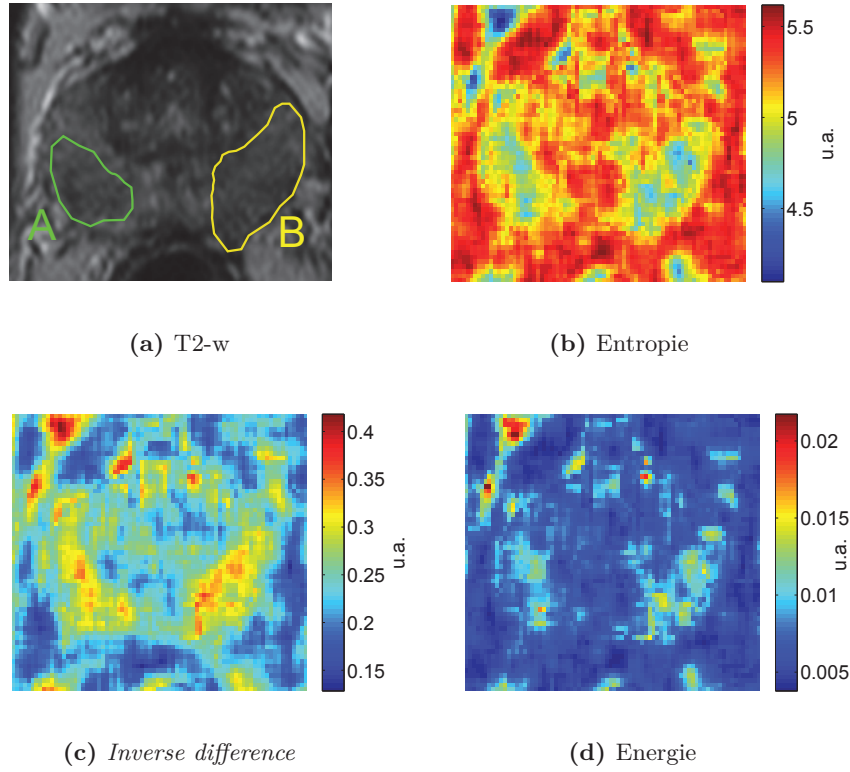 A
B
5.5
5
4.5
u.a.
(a) T2-w
(b) Entropie
0.4
0.35
0.3
0.25
0.2
0.15
u.a.
0.02
0.015
0.01
0.005
u.a.
(c) Inverse difference
(d) Energie